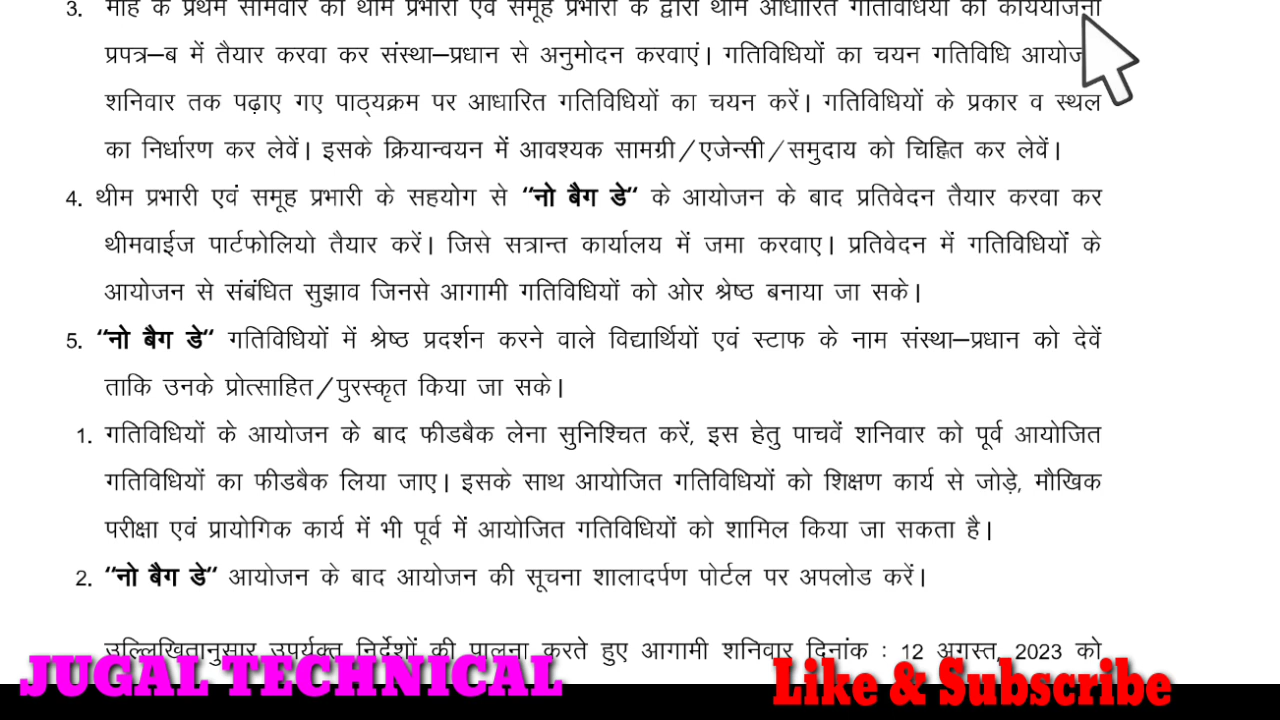 3. माह के प्रथम सोमवार को थीम प्रभारी एवं समूह प्रभारी के द्वारा थीम आधारित गतिविधियों की कार्ययोजना
प्रपत्र–ब में तैयार करवा कर संस्था–प्रधान से अनुमोदन करवाएं। गतिविधियों का चयन गतिविधि आयोज
शनिवार तक पढ़ाए गए पाठ्यक्रम पर आधारित गतिविधियों का चयन करें। गतिविधियों के प्रकार व स्थल
का निर्धारण कर लेवें। इसके क्रियान्वयन में आवश्यक सामग्री/एजेन्सी/समुदाय को चिह्नित कर लेवें।
4. थीम प्रभारी एवं समूह प्रभारी के सहयोग से “नो बैग डे“ के आयोजन के बाद प्रतिवेदन तैयार करवा कर
थीमवाईज पार्टफोलियो तैयार करें। जिसे सत्रान्त कार्यालय में जमा करवाए। प्रतिवेदन में गतिविधियों के
आयोजन से संबंधित सुझाव जिनसे आगामी गतिविधियों को ओर श्रेष्ठ बनाया जा सके।
5. “नो बैग डे“ गतिविधियों में श्रेष्ठ प्रदर्शन करने वाले विद्यार्थियों एवं स्टाफ के नाम संस्था–प्रधान को देवें
ताकि उनके प्रोत्साहित/पुरस्कृत किया जा सके।
1. गतिविधियों के आयोजन के बाद फीडबैक लेना सुनिश्चित करें, इस हेतु पाचवें शनिवार को पूर्व आयोजित
गतिविधियों का फीडबैक लिया जाए। इसके साथ आयोजित गतिविधियों को शिक्षण कार्य से जोड़े, मौखिक
परीक्षा एवं प्रायोगिक कार्य में भी पूर्व में आयोजित गतिविधियों को शामिल किया जा सकता है।
2. “नो बैग डे“ आयोजन के बाद आयोजन की सूचना शालादर्पण पोर्टल पर अपलोड करें।
उल्लिखितानुसार उपर्युक्त निर्देशों की पालना करते हुए आगामी शनिवार दिनांक : 12 अगस्त, 2023 को
JUGAL TECHNICAL
Like & Subscribe